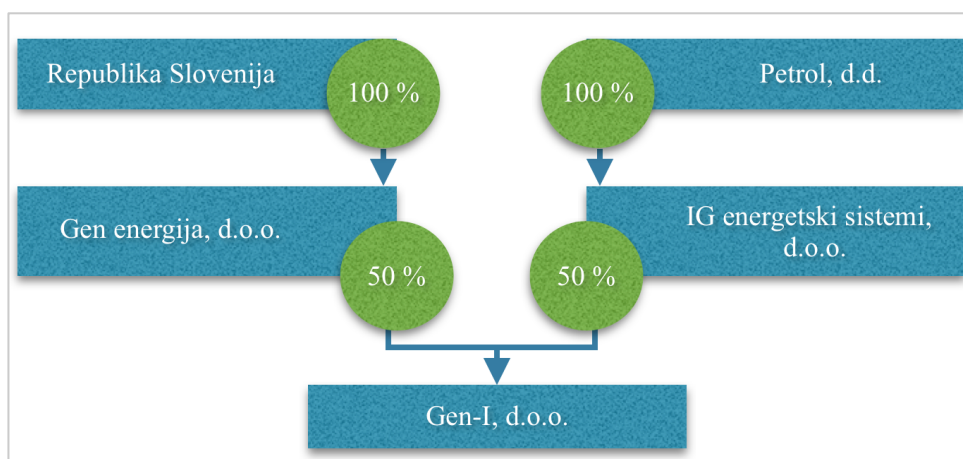 Republika Slovenija
100 %
100 %
Petrol, d.d.
Gen energija, d.o.o.
IG energetski sistemi,
d.o.o.
50 %
50 %
Gen-I, d.o.o.